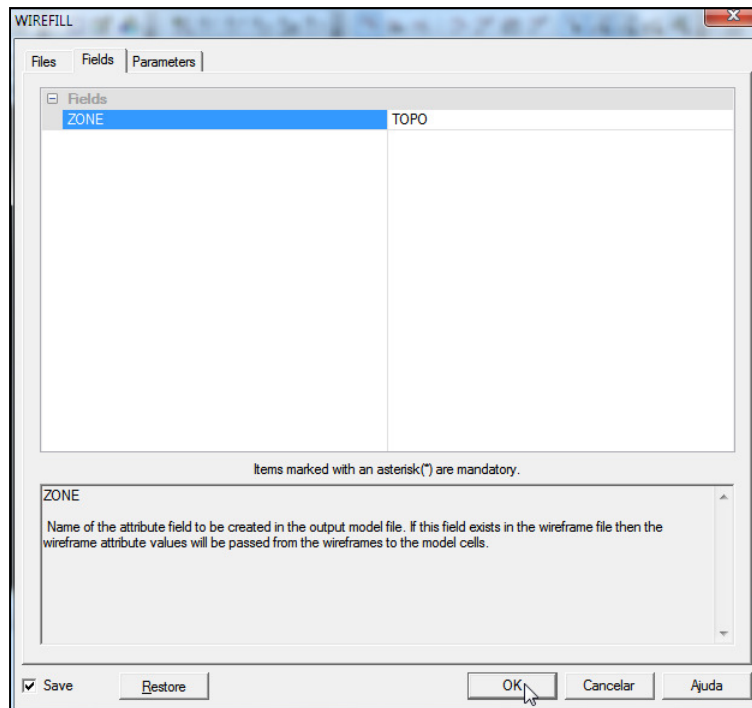 WIREFILL
Files Fields Parameters
Fields
ZONE TOPO
Items marked with an asterisk(*) are mandatory.
ZONE
Name of the attribute field to be created in the output model file. If this field exists in the wireframe file then the
wireframe attribute values will be passed from the wireframes to the model cells.
Save Restore OK Cancelar Ajuda